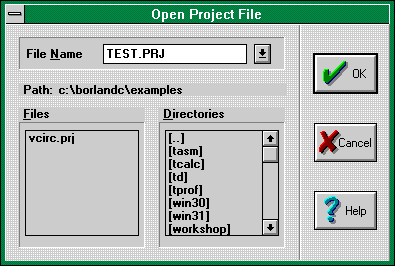 Open Project File
File Name
TEST.PRJ
OK
Path: c:\borlandc\examples
Files
Directories
vcirc.prj
[..]
[tasm]
[tcalc]
[td]
[tprof]
[win30]
[win31]
[workshop]
Cancel
Help